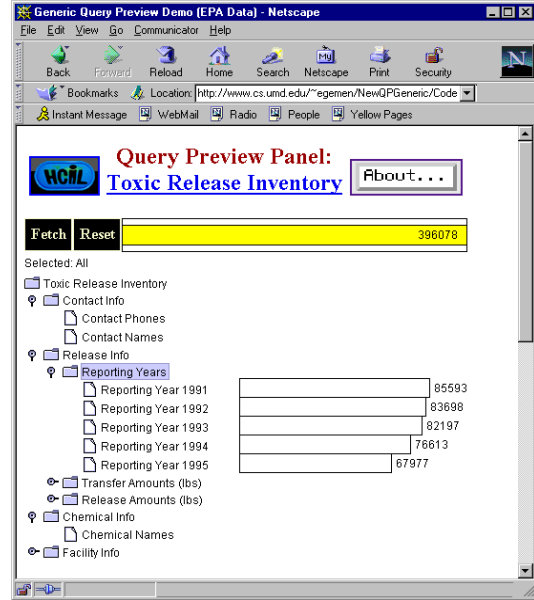 Generic Query Preview Demo (EPA Data) - Netscape
File Edit View Go Communicator Help
Back Forward Reload Home Search Netscape Print Security
My
N
Bookmarks Location: http://www.cs.umd.edu/~egemen/NewQPGeneric/Code
Instant Message WebMail Radio People Yellow Pages
HCIL
Query Preview Panel:
Toxic Release Inventory
About...
Fetch Reset 396078
Selected: All
Toxic Release Inventory
Contact Info
Contact Phones
Contact Names
Release Info
Reporting Years
Reporting Year 1991 85593
Reporting Year 1992 83698
Reporting Year 1993 82197
Reporting Year 1994 76613
Reporting Year 1995 67977
Transfer Amounts (lbs)
Release Amounts (lbs)
Chemical Info
Chemical Names
Facility Info